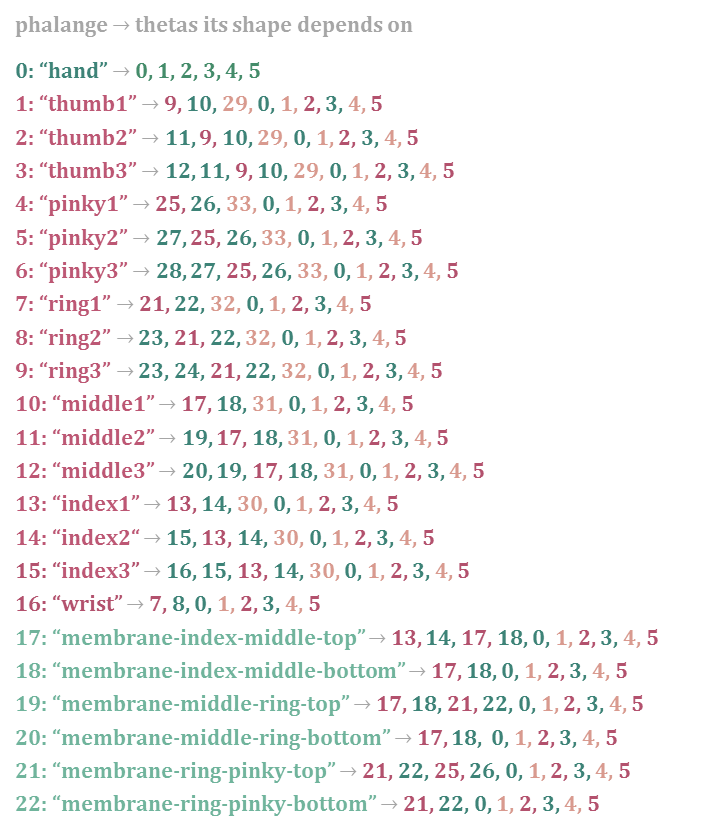 phalange → thetas its shape depends on
0: “hand” → 0, 1, 2, 3, 4, 5
1: “thumb1” → 9, 10, 29, 0, 1, 2, 3, 4, 5
2: “thumb2” → 11, 9, 10, 29, 0, 1, 2, 3, 4, 5
3: “thumb3” → 12, 11, 9, 10, 29, 0, 1, 2, 3, 4, 5
4: “pinky1” → 25, 26, 33, 0, 1, 2, 3, 4, 5
5: “pinky2” → 27, 25, 26, 33, 0, 1, 2, 3, 4, 5
6: “pinky3” → 28, 27, 25, 26, 33, 0, 1, 2, 3, 4, 5
7: “ring1” → 21, 22, 32, 0, 1, 2, 3, 4, 5
8: “ring2” → 23, 21, 22, 32, 0, 1, 2, 3, 4, 5
9: “ring3” → 23, 24, 21, 22, 32, 0, 1, 2, 3, 4, 5
10: “middle1” → 17, 18, 31, 0, 1, 2, 3, 4, 5
11: “middle2” → 19, 17, 18, 31, 0, 1, 2, 3, 4, 5
12: “middle3” → 20, 19, 17, 18, 31, 0, 1, 2, 3, 4, 5
13: “index1” → 13, 14, 30, 0, 1, 2, 3, 4, 5
14: “index2“ → 15, 13, 14, 30, 0, 1, 2, 3, 4, 5
15: “index3” → 16, 15, 13, 14, 30, 0, 1, 2, 3, 4, 5
16: “wrist” → 7, 8, 0, 1, 2, 3, 4, 5
17: “membrane-index-middle-top” → 13, 14, 17, 18, 0, 1, 2, 3, 4, 5
18: “membrane-index-middle-bottom” → 17, 18, 0, 1, 2, 3, 4, 5
19: “membrane-middle-ring-top” → 17, 18, 21, 22, 0, 1, 2, 3, 4, 5
20: “membrane-middle-ring-bottom” → 17, 18, 0, 1, 2, 3, 4, 5
21: “membrane-ring-pinky-top” → 21, 22, 25, 26, 0, 1, 2, 3, 4, 5
22: “membrane-ring-pinky-bottom” → 21, 22, 0, 1, 2, 3, 4, 5